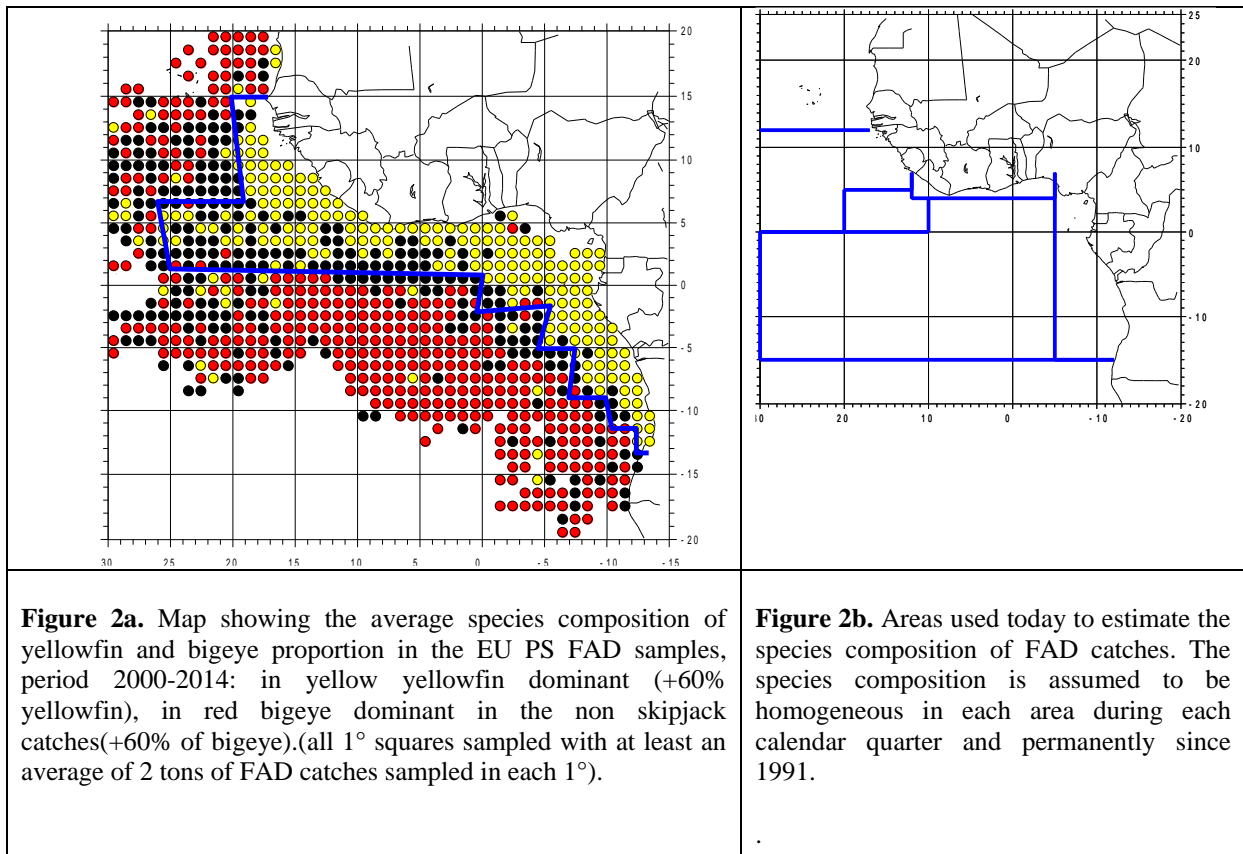 20
15
10
5
0
-5
-10
-15
-20
30 25 20 15 10 5 0 -5 -10 -15
25
20
10
0
-10
-20
20 10 0 -10 -20
Figure 2a. Map showing the average species composition of
yellowfin and bigeye proportion in the EU PS FAD samples,
period 2000-2014: in yellow yellowfin dominant (+60%
yellowfin), in red bigeye dominant in the non skipjack
catches(+60% of bigeye).(all 1° squares sampled with at least an
average of 2 tons of FAD catches sampled in each 1°).
Figure 2b. Areas used today to estimate the
species composition of FAD catches. The
species composition is assumed to be
homogeneous in each area during each
calendar quarter and permanently since
1991.
.